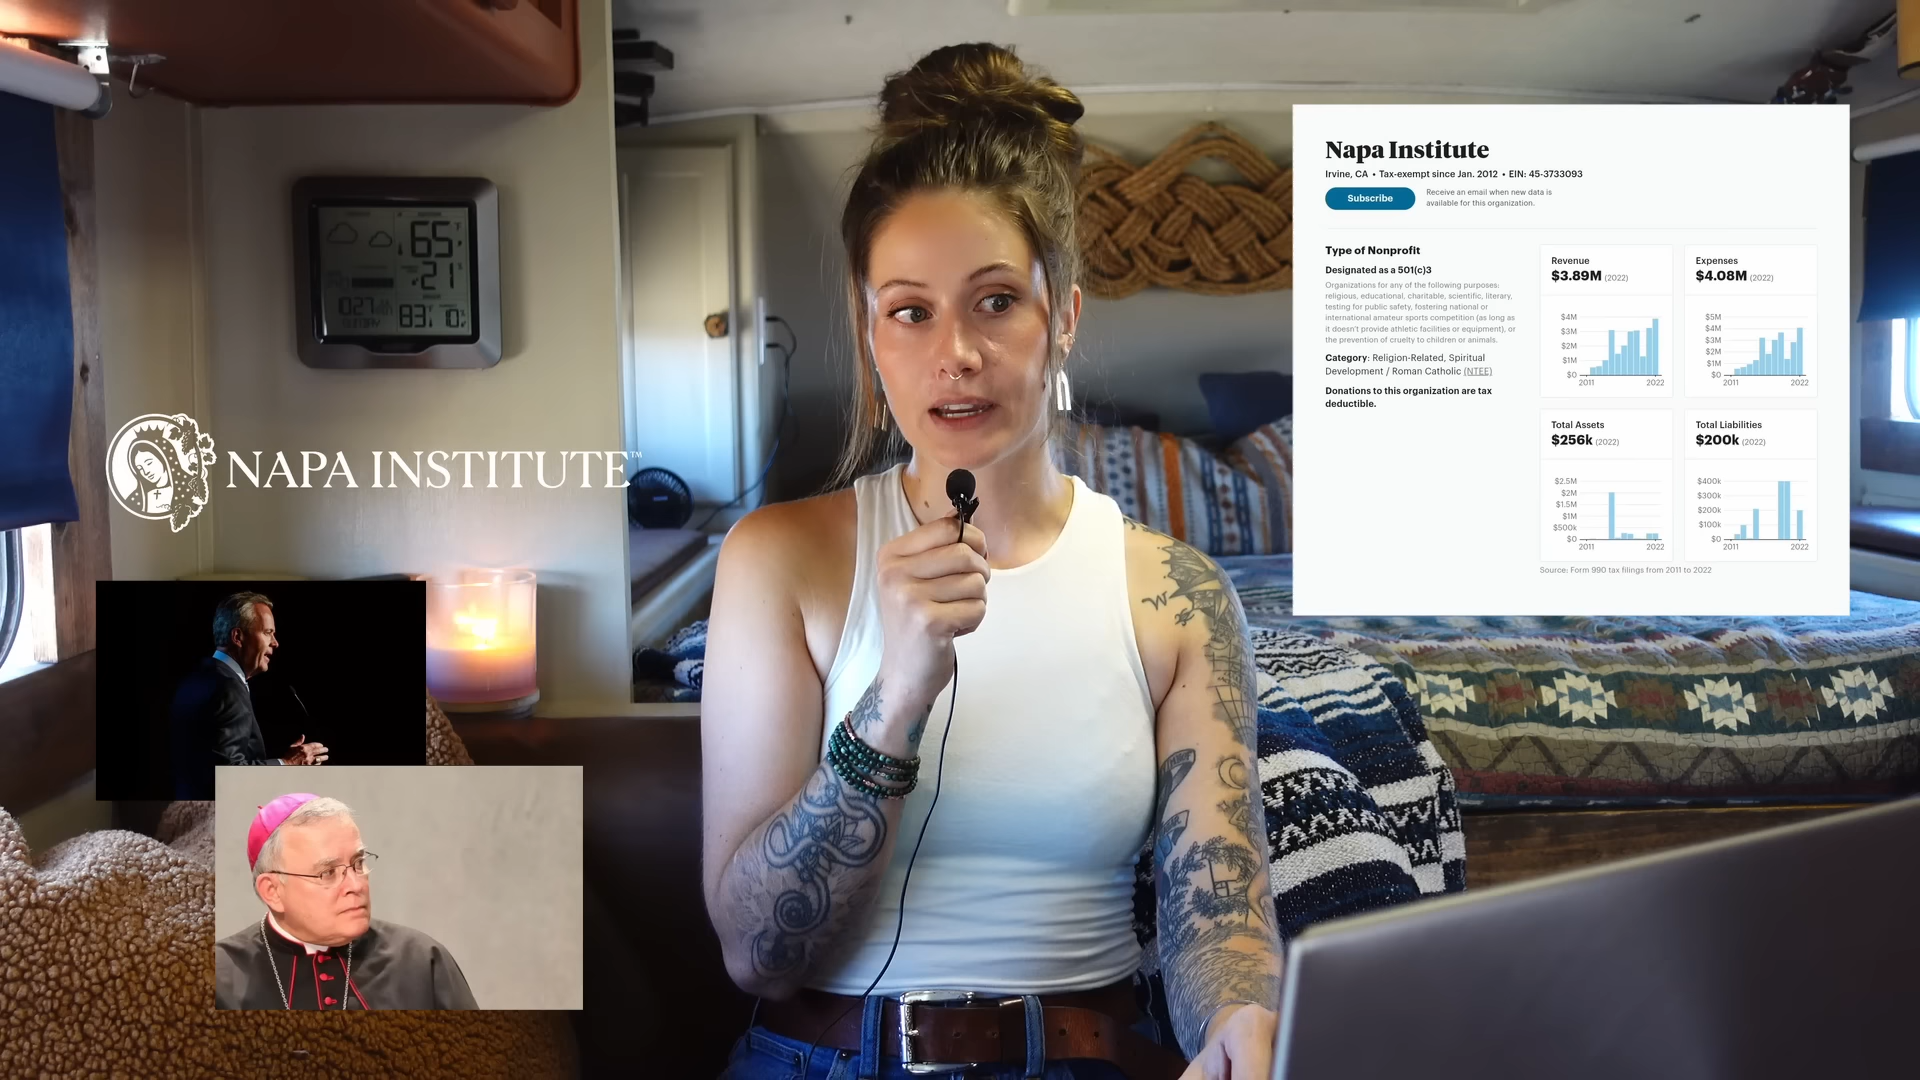 65
21
83
NAPA INSTITUTE™
Napa Institute
Irvine, CA • Tax-exempt since Jan. 2012 • EIN: 45-3733093
Subscribe
Receive an email when new data is
available for this organization.
Type of Nonprofit
Designated as a 501(c)3
Organizations for any of the following purposes:
religious, educational, charitable, scientific, literary,
testing for public safety, fostering national or
international amateur sports competition (as long as
it doesn't provide athletic facilities or equipment), or
the prevention of cruelty to children or animals.
Category: Religion-Related, Spiritual
Development / Roman Catholic (NTEE)
Donations to this organization are tax
deductible.
Revenue
$3.89M (2022)
$4M
$3M
$2M
$1M
$0
2011 2022
Expenses
$4.08M (2022)
$5M
$4M
$3M
$2M
$1M
$0
2011 2022
Total Assets
$256k (2022)
$2.5M
$2M
$1.5M
$1M
$500k
$0
2011 2022
Total Liabilities
$200k (2022)
$400k
$300k
$200k
$100k
$0
2011 2022
Source: Form 990 tax filings from 2011 to 2022
W